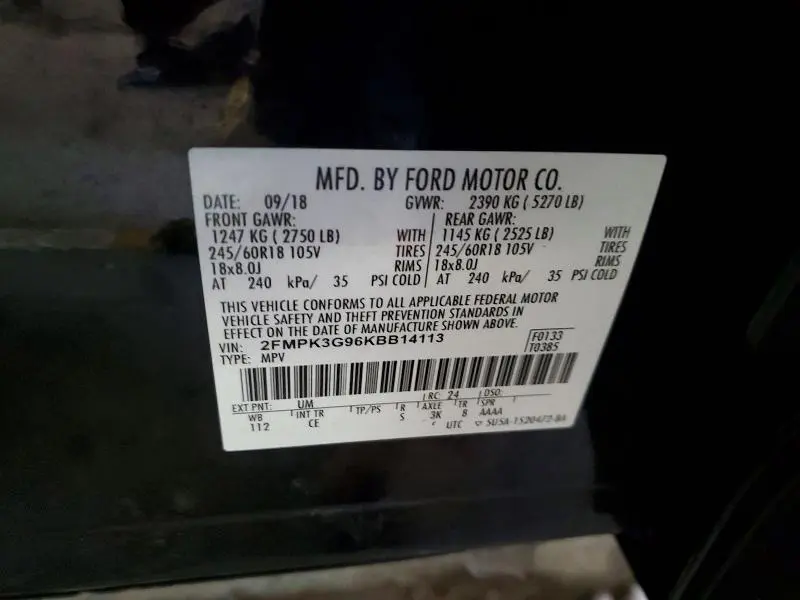 MFD. BY FORD MOTOR CO.
DATE: 09/18 GVWR: 2390 KG ( 5270 LB)
FRONT GAWR: REAR GAWR:
1247 KG ( 2750 LB) WITH 1145 KG ( 2525 LB) WITH
245/60R18 105V TIRES 245/60R18 105V TIRES
18x8.0J RIMS 18x8.0J RIMS
AT 240 kPa/ 35 PSI COLD AT 240 kPa/ 35 PSI COLD
THIS VEHICLE CONFORMS TO ALL APPLICABLE FEDERAL MOTOR
VEHICLE SAFETY AND THEFT PREVENTION STANDARDS IN
EFFECT ON THE DATE OF MANUFACTURE SHOWN ABOVE.
VIN: 2FMPK3G96KBB14113 F0133
TYPE: MPV T0385
EXT PNT: UM RC: 24 DSO:
WB INT TR TP/PS R AXLE TR SPR
112 CE S 3K 8 AAAA
UTC